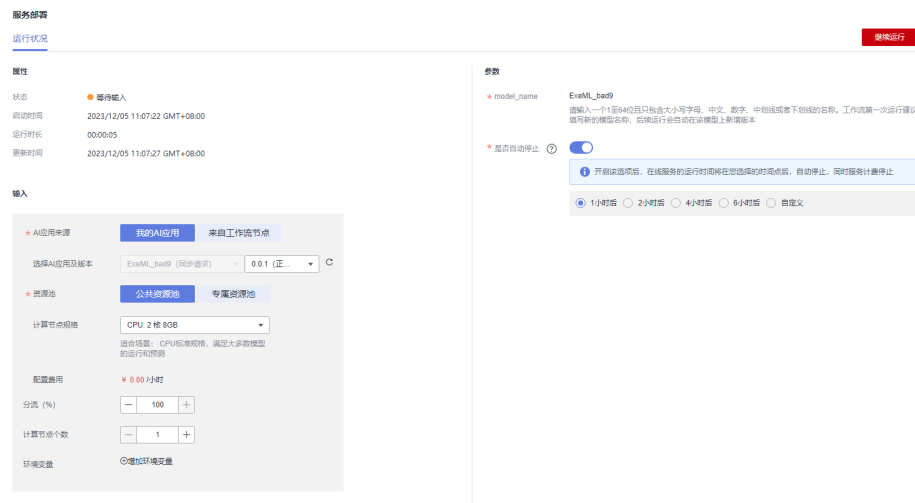 服务部署
运行状况
继续运行
属性
状态 等待输入
启动时间 2023/12/05 11:07:22 GMT+08:00
运行时长 00:00:05
更新时间 2023/12/05 11:07:27 GMT+08:00
输入
* AI应用来源 我的AI应用 来自工作流节点
选择AI应用及版本 ExeML_bad9（同步请求） 0.0.1（正...
* 资源池 公共资源池 专属资源池
计算节点规格 CPU: 2 核 8GB
适合场景： CPU标准规格，满足大多数模型
的运行和预测
配置费用 ¥ 0.80 /小时
分流（%） 100
计算节点个数 1
环境变量 增加环境变量
参数
* model_name ExeML_bad9
请输入一个1至64位且只包含大小写字母、中文、数字、中划线或者下划线的名称。工作流第一次运行建议
填写新的模型名称，后续运行会自动在该模型上新增版本
* 是否自动停止
开启该选项后，在线服务的运行时间将在您选择的时间点后，自动停止，同时服务计费停止
1小时后 2小时后 4小时后 6小时后 自定义